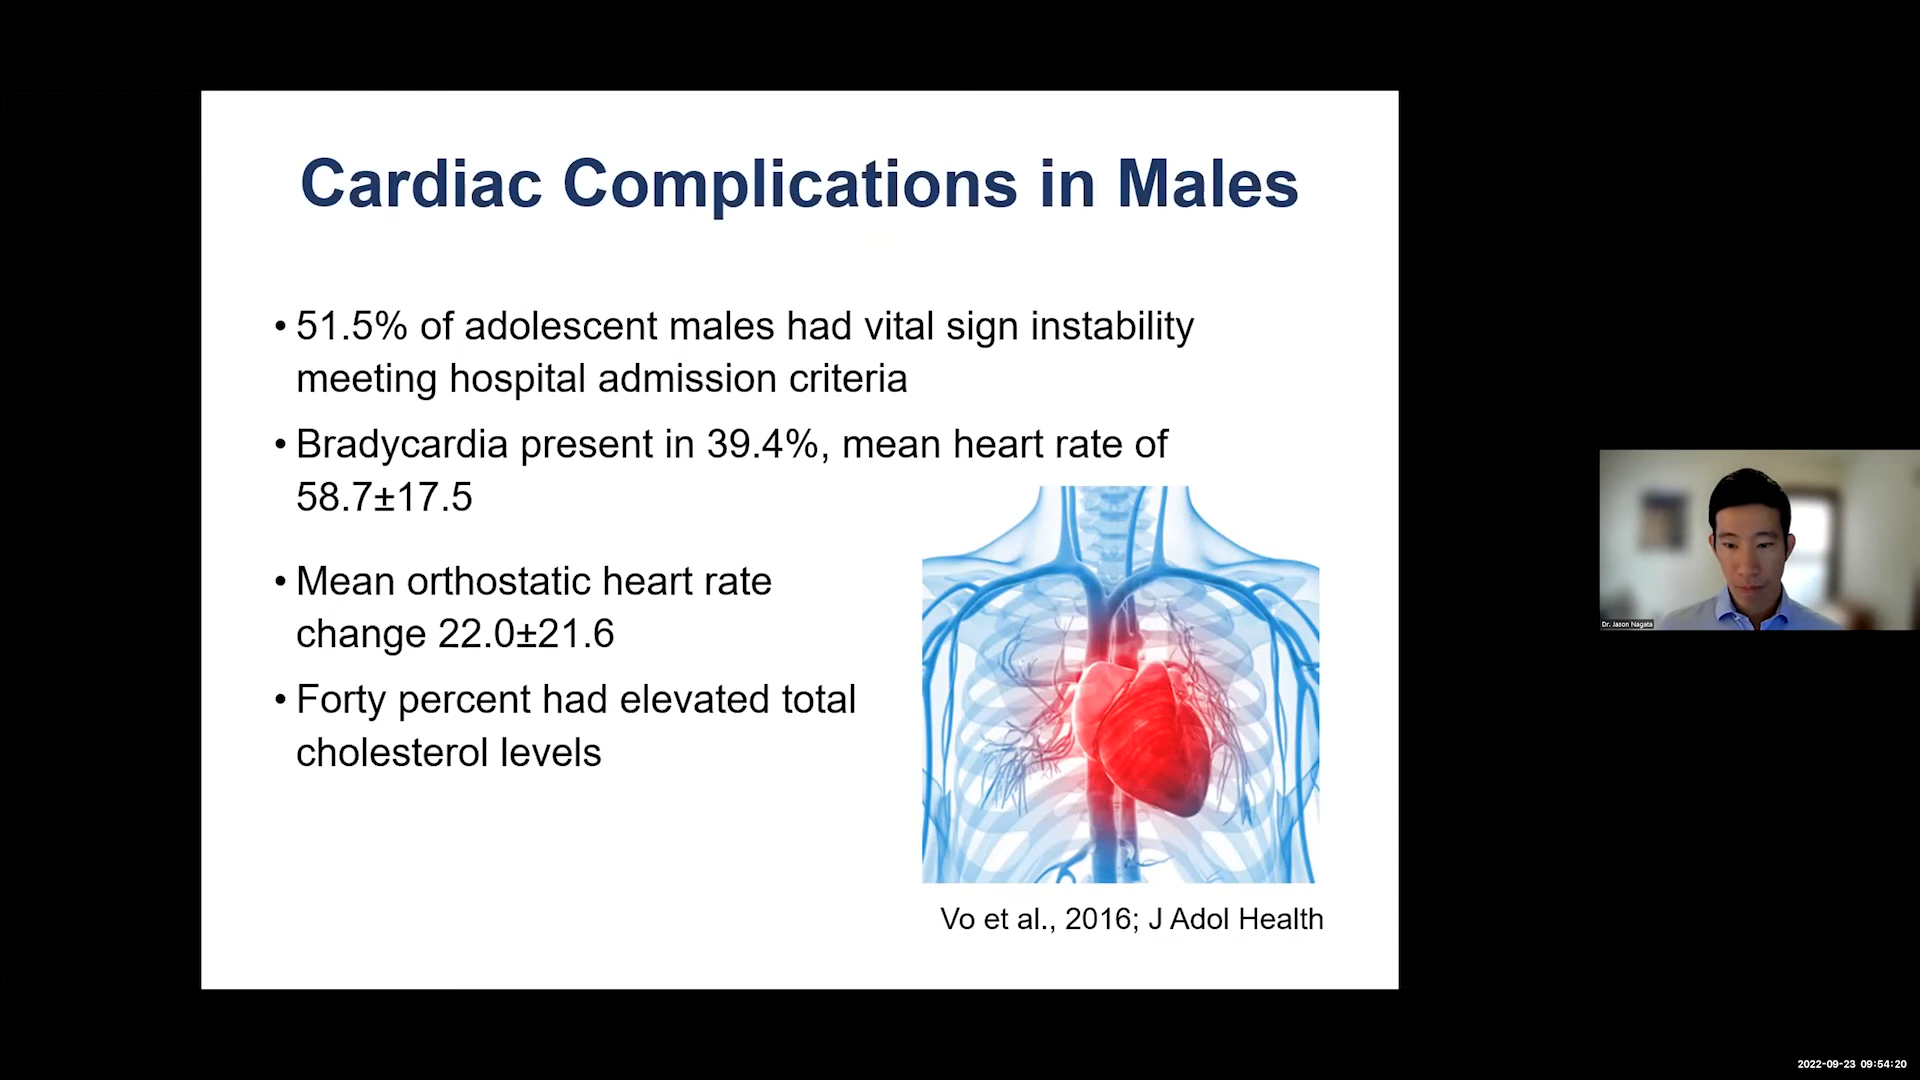 Cardiac Complications in Males
• 51.5% of adolescent males had vital sign instability
meeting hospital admission criteria
• Bradycardia present in 39.4%, mean heart rate of
58.7±17.5
• Mean orthostatic heart rate
change 22.0±21.6
• Forty percent had elevated total
cholesterol levels
Vo et al., 2016; J Adol Health
Dr. Jason Nagata
2022-09-23 09:54:20